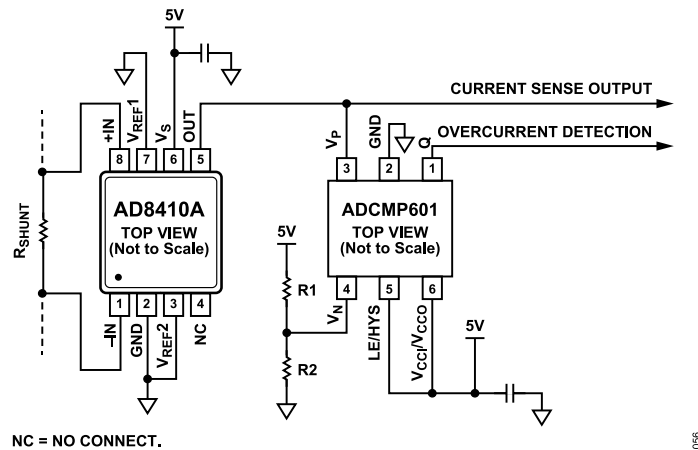 5V
CURRENT SENSE OUTPUT
OVERCURRENT DETECTION
+IN
VREF1
VS
OUT
VP
GND
Q
8
7
6
5
3
2
1
RSHUNT
AD8410A
TOP VIEW
(Not to Scale)
ADCMP601
TOP VIEW
(Not to Scale)
5V
1
2
3
4
4
5
6
R1
–IN
GND
VREF2
NC
VN
LE/HYS
VCCI/VCCO
5V
R2
NC = NO CONNECT.
056